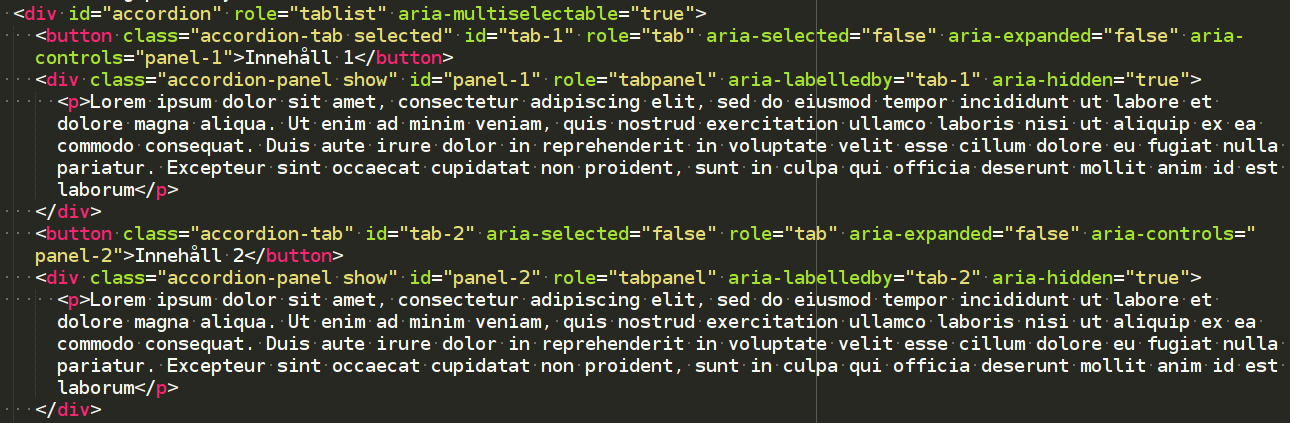 <div id="accordion" role="tablist" aria-multiselectable="true">
<button class="accordion-tab selected" id="tab-1" role="tab" aria-selected="false" aria-expanded="false" aria-
controls="panel-1">Innehåll 1</button>
<div class="accordion-panel show" id="panel-1" role="tabpanel" aria-labelledby="tab-1" aria-hidden="true">
<p>Lorem ipsum dolor sit amet, consectetur adipiscing elit, sed do eiusmod tempor incididunt ut labore et
dolore magna aliqua. Ut enim ad minim veniam, quis nostrud exercitation ullamco laboris nisi ut aliquip ex ea
commodo consequat. Duis aute irure dolor in reprehenderit in voluptate velit esse cillum dolore eu fugiat nulla
pariatur. Excepteur sint occaecat cupidatat non proident, sunt in culpa qui officia deserunt mollit anim id est
laborum</p>
</div>
<button class="accordion-tab" id="tab-2" aria-selected="false" role="tab" aria-expanded="false" aria-controls="
panel-2">Innehåll 2</button>
<div class="accordion-panel show" id="panel-2" role="tabpanel" aria-labelledby="tab-2" aria-hidden="true">
<p>Lorem ipsum dolor sit amet, consectetur adipiscing elit, sed do eiusmod tempor incididunt ut labore et
dolore magna aliqua. Ut enim ad minim veniam, quis nostrud exercitation ullamco laboris nisi ut aliquip ex ea
commodo consequat. Duis aute irure dolor in reprehenderit in voluptate velit esse cillum dolore eu fugiat nulla
pariatur. Excepteur sint occaecat cupidatat non proident, sunt in culpa qui officia deserunt mollit anim id est
laborum</p>
</div>